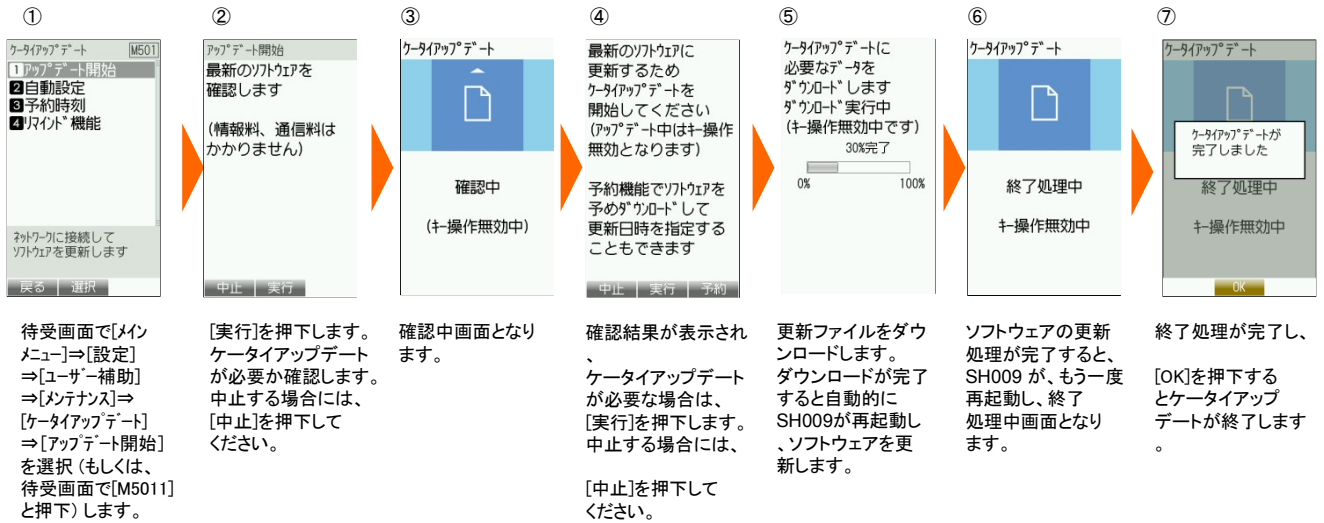 ①
ケータイアップデート M501
1アップデート開始
2自動設定
3予約時刻
4リマインド機能
ネットワークに接続して
ソフトウェアを更新します
戻る 選択
待受画面で[メイン
メニュー]⇒[設定]
⇒[ユーザー補助]
⇒[メンテナンス]⇒
[ケータイアップデート]
⇒[アップデート開始]
を選択（もしくは、
待受画面で[M5011]
と押下）します。
②
アップデート開始
最新のソフトウェアを
確認します
(情報料、通信料は
かかりません)
中止 実行
[実行]を押下します。
ケータイアップデート
が必要か確認します。
中止する場合には、
[中止]を押下して
ください。
③
ケータイアップデート
確認中
(キー操作無効中)
確認中画面となり
ます。
④
最新のソフトウェアに
更新するため
ケータイアップデートを
開始してください
(アップデート中はキー操作
無効となります)
予約機能でソフトウェアを
予めダウンロードして
更新日時を指定する
こともできます
中止 実行 予約
確認結果が表示され
、
ケータイアップデート
が必要な場合は、
[実行]を押下します。
中止する場合には、
[中止]を押下して
ください。
⑤
ケータイアップデートに
必要なデータを
ダウンロードします
ダウンロード実行中
(キー操作無効中です)
30%完了
0% 100%
更新ファイルをダウ
ンロードします。
ダウンロードが完了
すると自動的に
SH009が再起動し
、ソフトウェアを更
新します。
⑥
ケータイアップデート
終了処理中
キー操作無効中
ソフトウェアの更新
処理が完了すると、
SH009 が、もう一度
再起動し、終了
処理中画面となり
ます。
⑦
ケータイアップデート
ケータイアップデートが
完了しました
終了処理中
キー操作無効中
OK
終了処理が完了し、
[OK]を押下する
とケータイアップ
デートが終了します
。